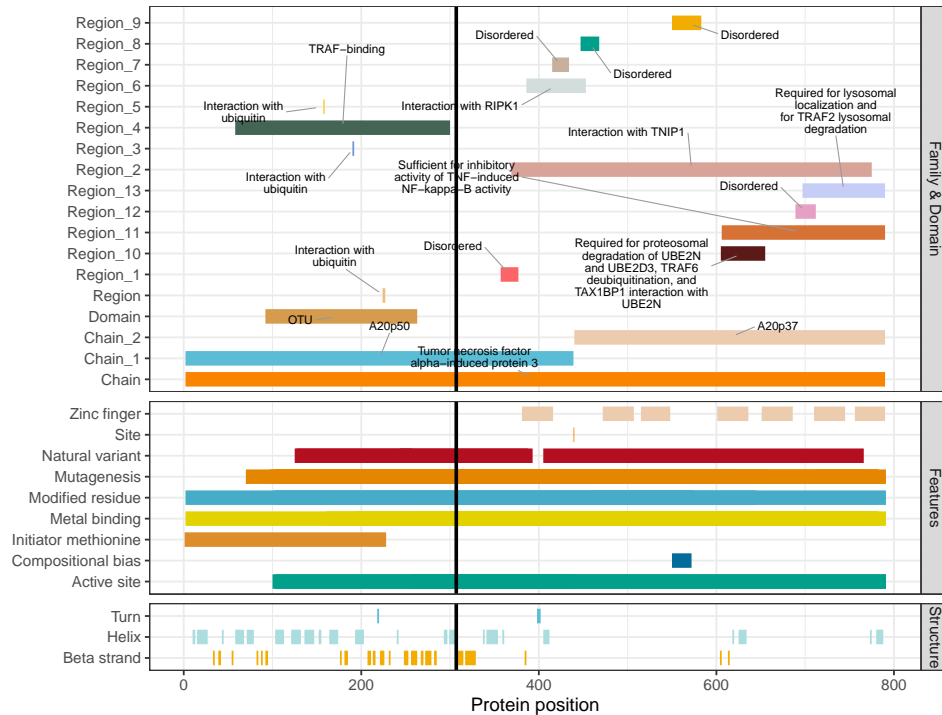 Region_9
Region_8
Region_7
Region_6
Region_5
Region_4
Region_3
Region_2
Region_13
Region_12
Region_11
Region_10
Region_1
Region
Domain
Chain_2
Chain_1
Chain
Disordered
Disordered
TRAF-binding
Disordered
Interaction with
ubiquitin
Interaction with RIPK1
Required for lysosomal
localization and
for TRAF2 lysosomal
degradation
Interaction with TNIP1
Interaction with
ubiquitin
Sufficient for inhibitory
activity of TNF-induced
NF-kappa-B activity
Disordered
Interaction with
ubiquitin
Disordered
Required for proteosomal
degradation of UBE2N
and UBE2D3, TRAF6
deubiquitination, and
TAX1BP1 interaction with
UBE2N
OTU
A20p50
A20p37
Tumor necrosis factor
alpha-induced protein 3
Family & Domain
Zinc finger
Site
Natural variant
Mutagenesis
Modified residue
Metal binding
Initiator methionine
Compositional bias
Active site
Features
Turn
Helix
Beta strand
Structure
0
200
400
600
800
Protein position